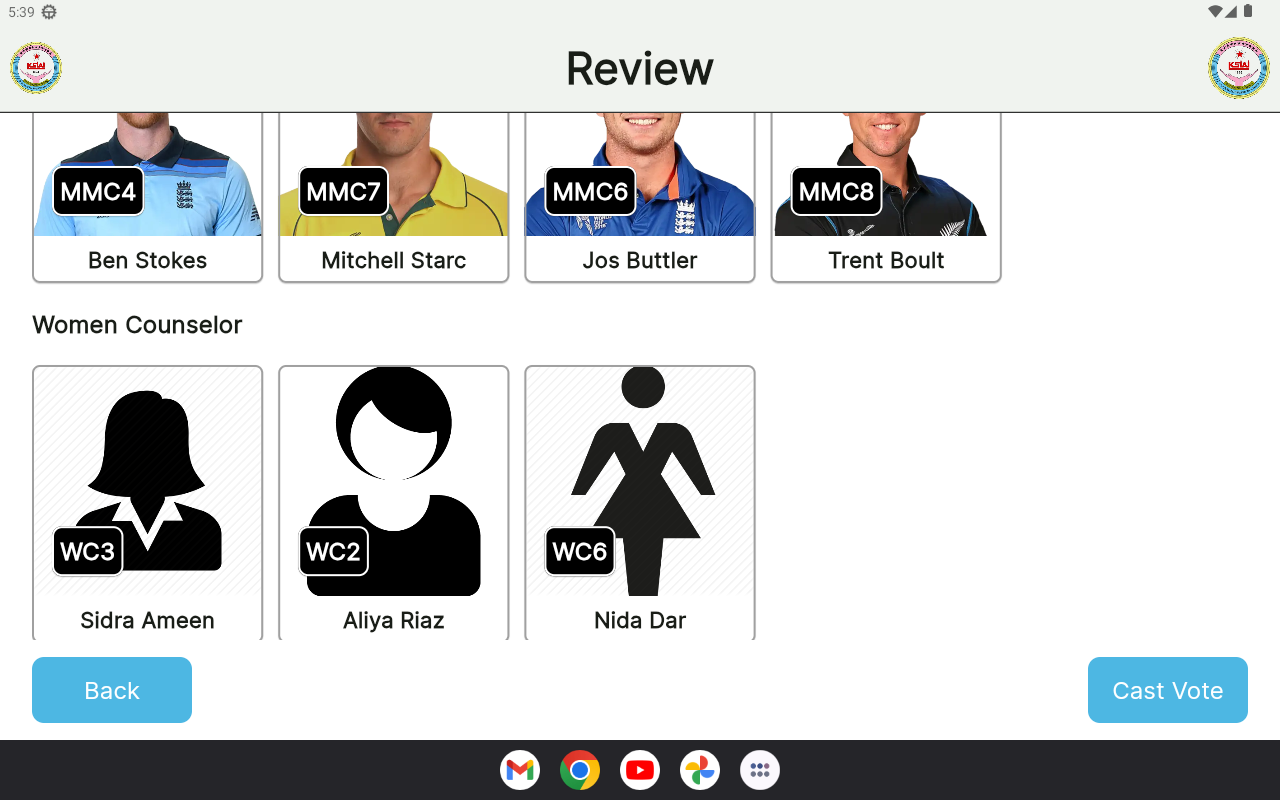 5:39
Review
MMC4
MMC7
MMC6
MMC8
Ben Stokes
Mitchell Starc
Jos Buttler
Trent Boult
Women Counselor
WC3
WC2
WC6
Sidra Ameen
Aliya Riaz
Nida Dar
Back
Cast Vote